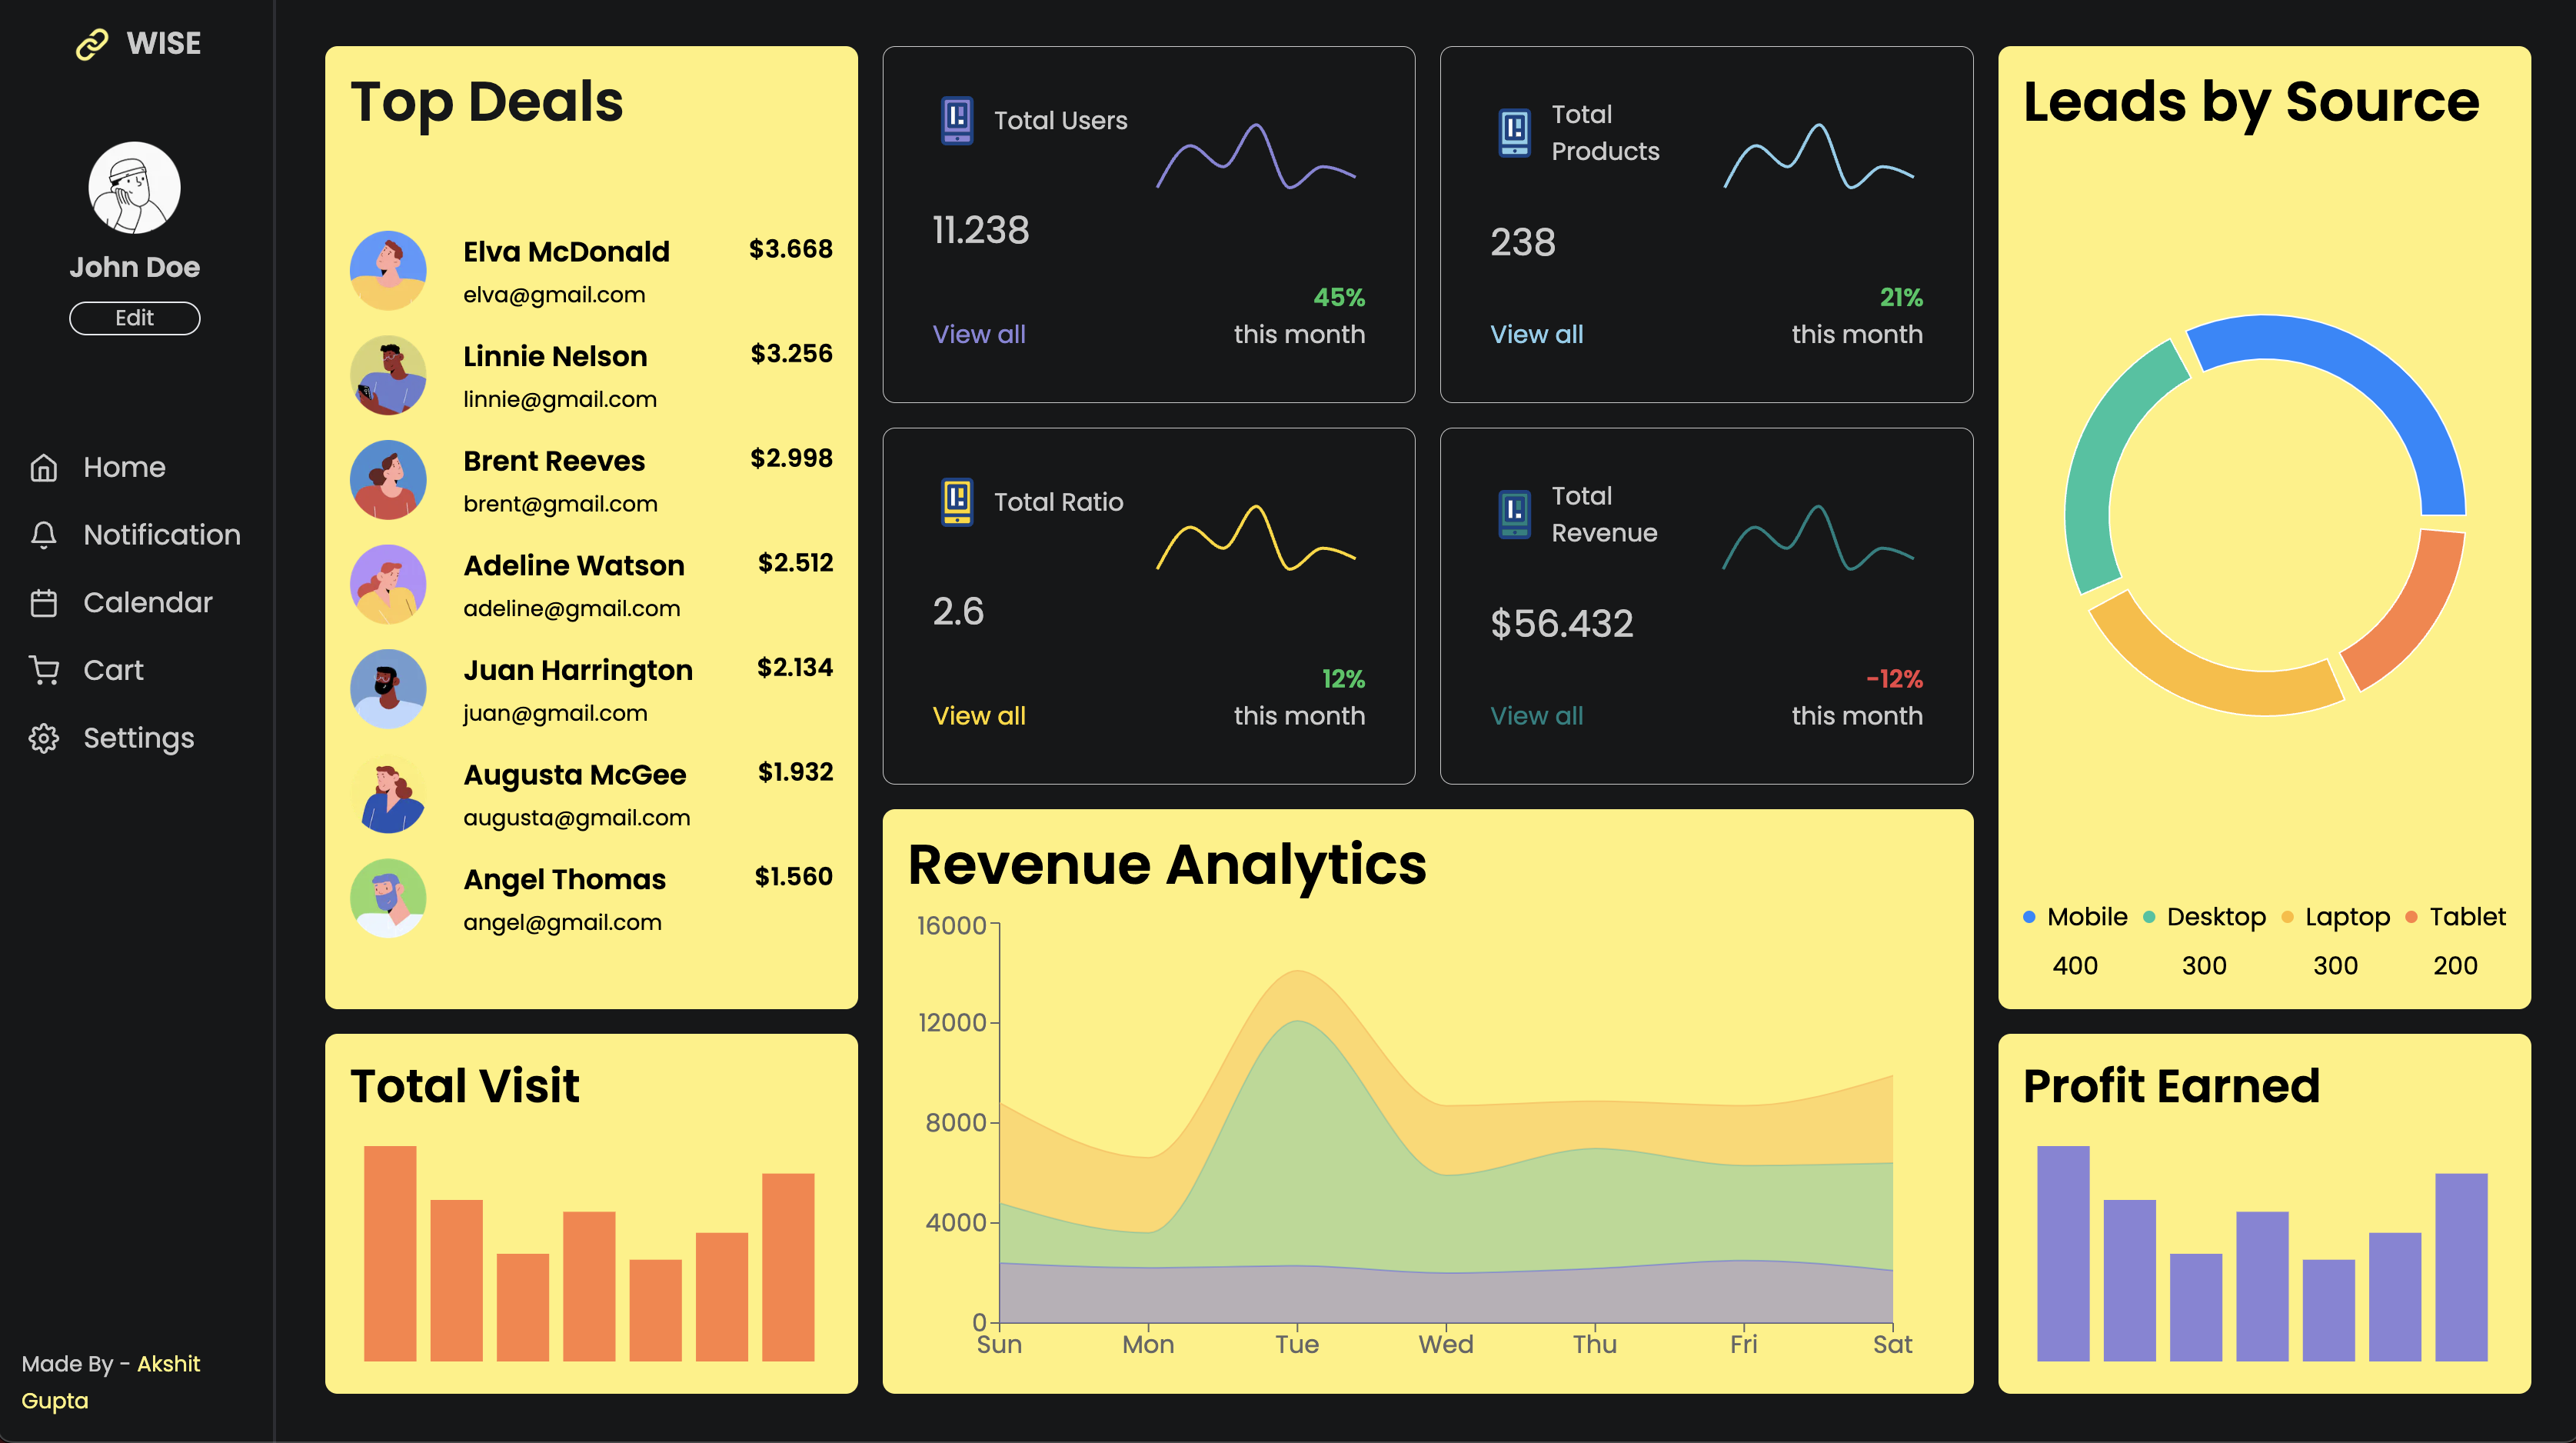 WISE
John Doe
Edit
Home
Notification
Calendar
Cart
Settings
Made By - Akshit
Gupta
Top Deals
Elva McDonald $3.668
elva@gmail.com
Linnie Nelson $3.256
linnie@gmail.com
Brent Reeves $2.998
brent@gmail.com
Adeline Watson $2.512
adeline@gmail.com
Juan Harrington $2.134
juan@gmail.com
Augusta McGee $1.932
augusta@gmail.com
Angel Thomas $1.560
angel@gmail.com
Total Visit
Total Users
11.238
45%
View all this month
Total
Products
238
21%
View all this month
Total Ratio
2.6
12%
View all this month
Total
Revenue
$56.432
-12%
View all this month
Revenue Analytics
16000
12000
8000
4000
0
Sun Mon Tue Wed Thu Fri Sat
Leads by Source
Mobile Desktop Laptop Tablet
400 300 300 200
Profit Earned